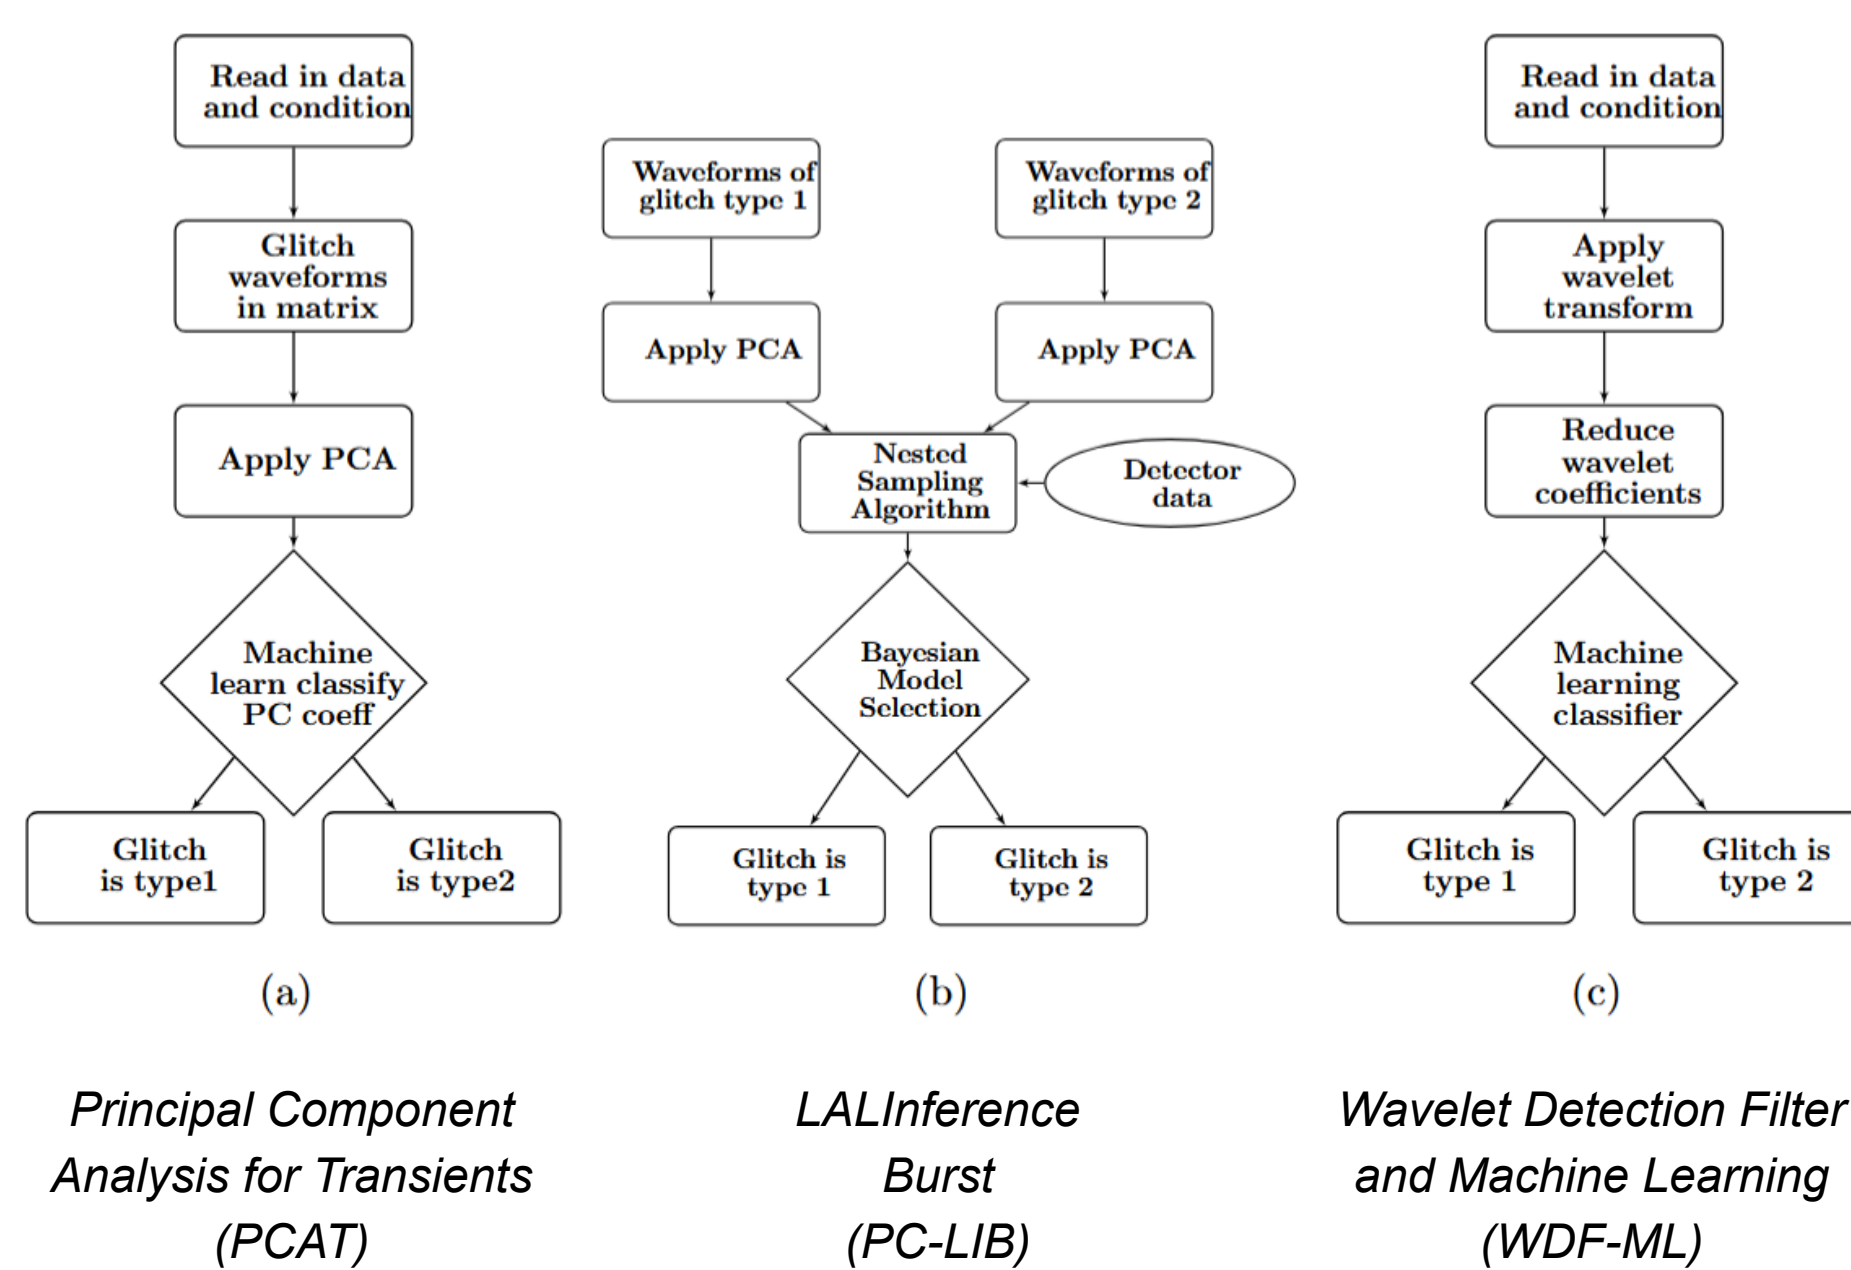 Read in data
and condition
Glitch
waveforms
in matrix
Apply PCA
Machine
learn classify
PC coeff
Glitch
is type1
Glitch
is type2
(a)
Principal Component
Analysis for Transients
(PCAT)
Waveforms of
glitch type 1
Waveforms of
glitch type 2
Apply PCA
Apply PCA
Nested
Sampling
Algorithm
Detector
data
Bayesian
Model
Selection
Glitch is
type 1
Glitch is
type 2
(b)
LALInference
Burst
(PC-LIB)
Read in data
and condition
Apply
wavelet
transform
Reduce
wavelet
coefficients
Machine
learning
classifier
Glitch is
type 1
Glitch is
type 2
(c)
Wavelet Detection Filter
and Machine Learning
(WDF-ML)